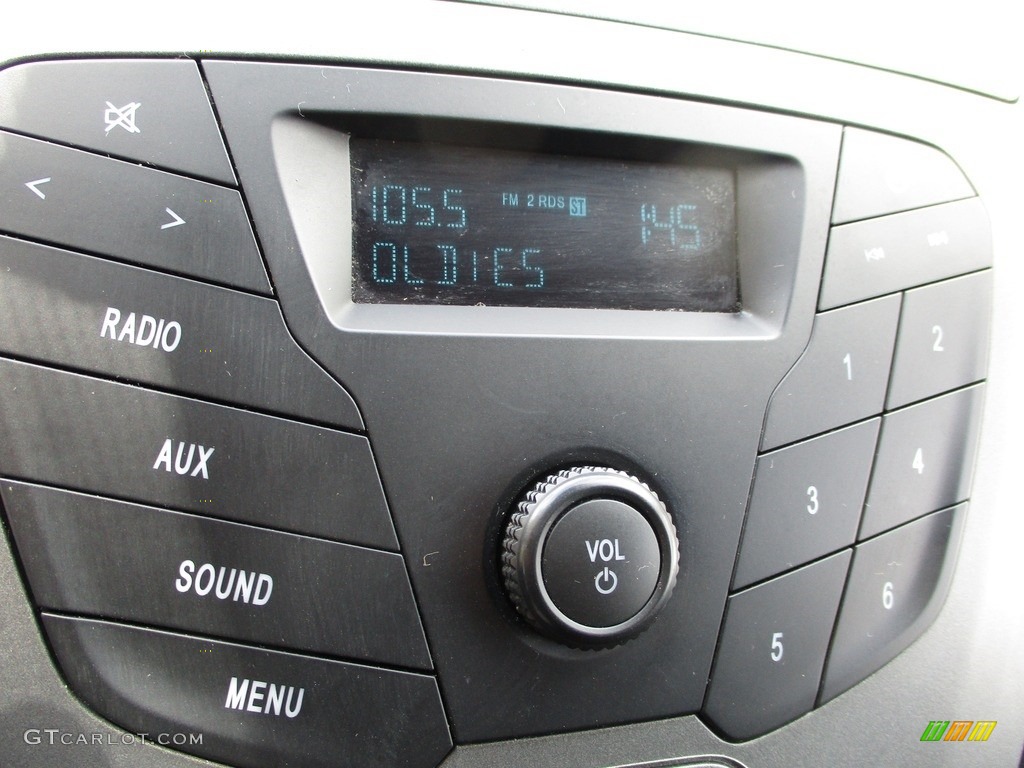 105.5 FM 2 RDS ST 1:45
OLDIES
< >
RADIO
AUX
SOUND
MENU
VOL
1 2
3 4
5 6
GTCARLOT.COM